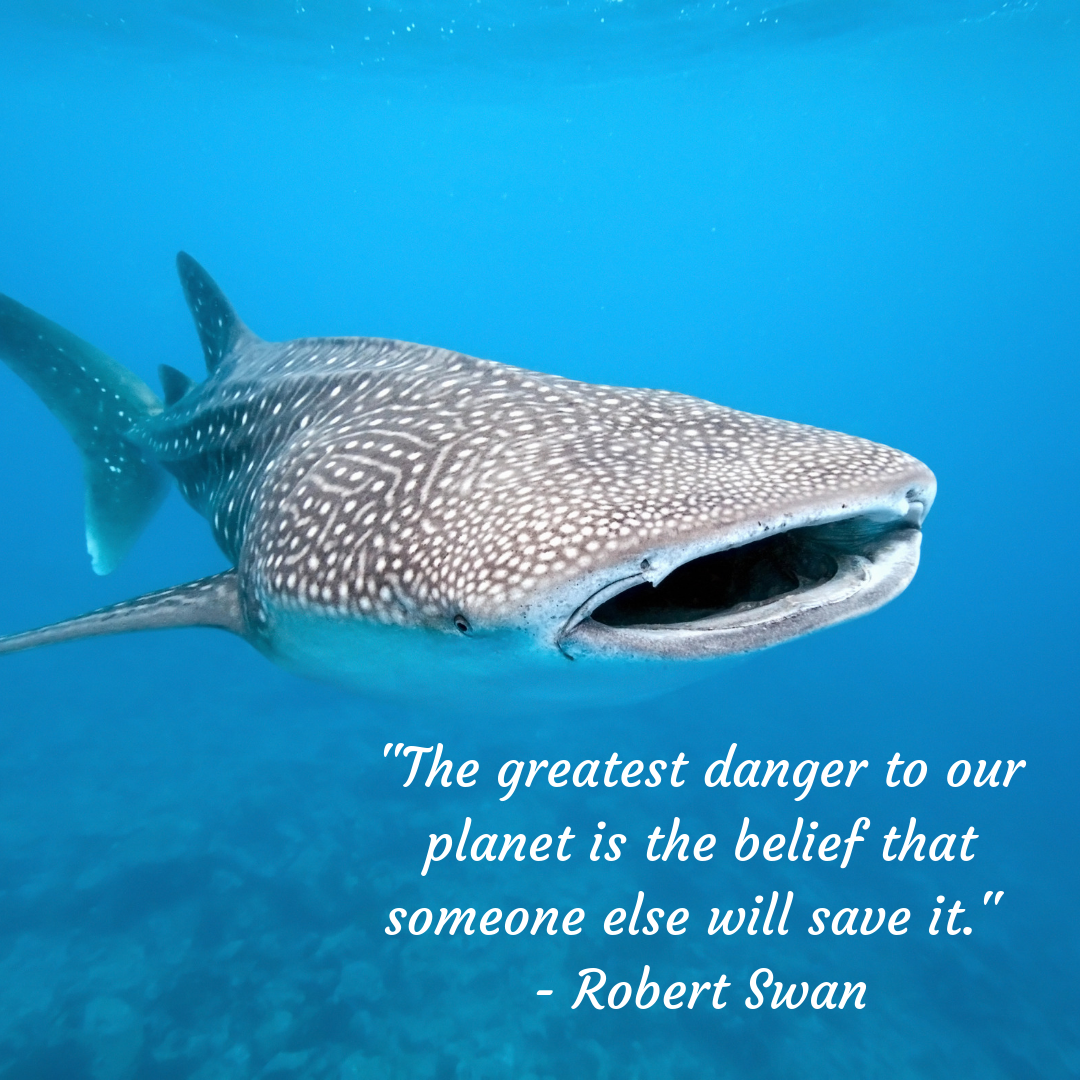 "The greatest danger to our
planet is the belief that
someone else will save it."
- Robert Swan